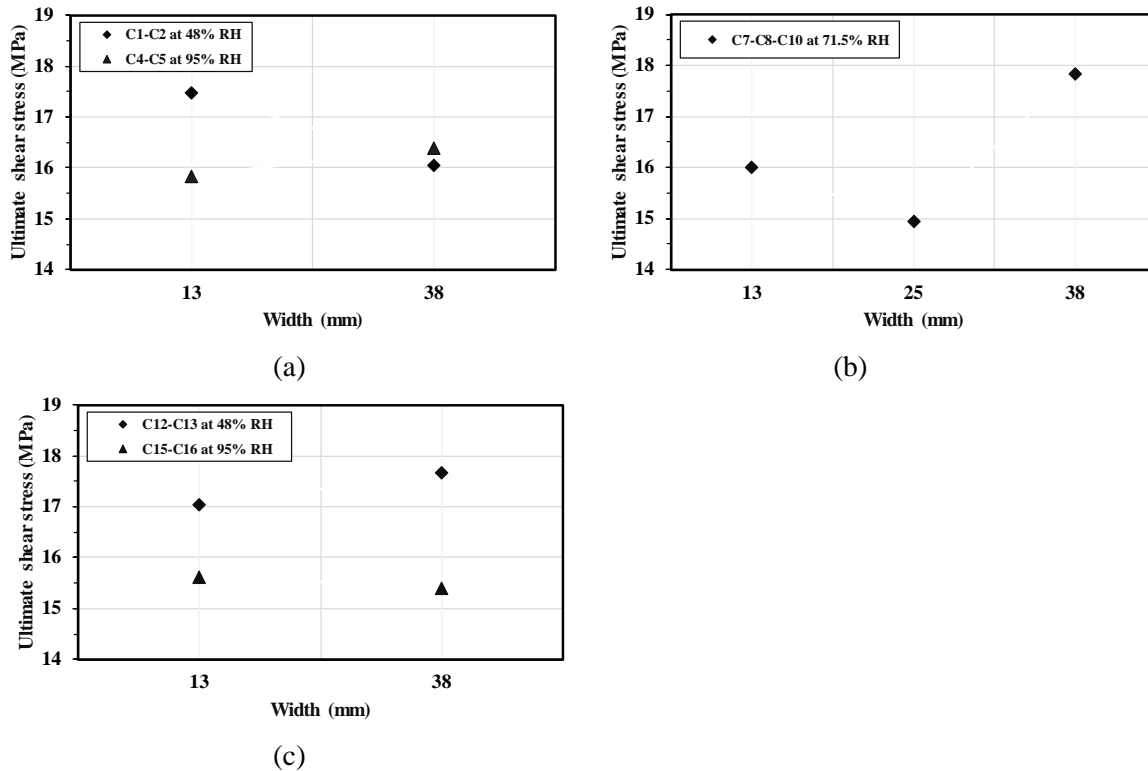 Ultimate shear stress (MPa)
19
18
17
16
15
14
C1-C2 at 48% RH
C4-C5 at 95% RH
13
38
Width (mm)
(a)
Ultimate shear stress (MPa)
19
18
17
16
15
14
C7-C8-C10 at 71.5% RH
13
25
38
Width (mm)
(b)
Ultimate shear stress (MPa)
19
18
17
16
15
14
C12-C13 at 48% RH
C15-C16 at 95% RH
13
38
Width (mm)
(c)